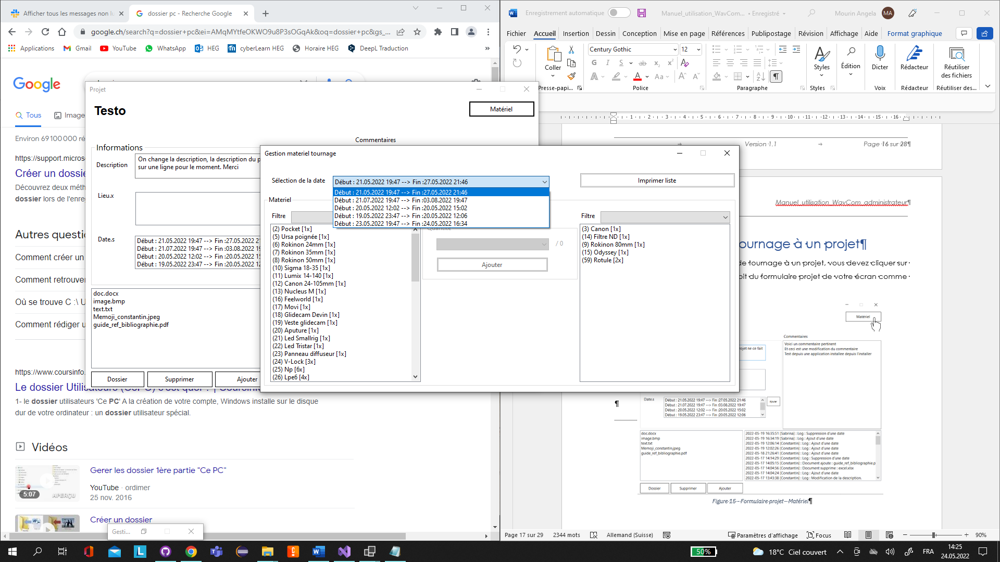 Afficher tous les messages non lu
dossier pc - Recherche Google
google.ch/search?q=dossier+pc&ei=AMqMYtfeOKWO9u8P3sOGqAk&oq=dossier+pc&gs_...
Applications
Gmail
YouTube
WhatsApp
HEG
cyberLearn HEG
Horaire HEG
DeepL Traduction
Google
Tous
Image
Environ 69 100 000 ré
https://support.micros
Créer un dossie
Découvrez deux méth
dossier lors de l'enre
Autres questio
Comment créer un
Comment retrouver
Où se trouve C :\ U
Comment rédiger u
https://www.coursinfo.
Le dossier Utilisateurs
1- le dossier utilisateurs 'Ce PC' A la création de votre compte, Windows installe sur le disque
dur de votre ordinateur : un dossier utilisateur spécial.
Vidéos
5:07
APERÇU
Gerer les dossier 1ère partie "Ce PC"
YouTube · ordimer
25 nov. 2016
Créer un dossier
Gesti...
Projet
Testo
Matériel
Commentaires
Informations
Description
On change la description, la description du p
sur une ligne pour le moment. Merci
Lieu.x
Date.s
Début : 21.05.2022 19:47 --> Fin :27.05.2022 21
Début : 21.07.2022 19:47 --> Fin :03.08.2022 19
Début : 20.05.2022 12:02 --> Fin :20.05.2022 15
Début : 19.05.2022 23:47 --> Fin :20.05.2022 12
doc.docx
image.bmp
text.txt
Memoji_constantin.jpeg
guide_ref_bibliographie.pdf
Dossier
Supprimer
Ajouter
Gestion materiel tournage
Sélection de la date
Début : 21.05.2022 19:47 --> Fin :27.05.2022 21:46
Début : 21.05.2022 19:47 --> Fin :27.05.2022 21:46
Début : 21.07.2022 19:47 --> Fin :03.08.2022 19:47
Début : 20.05.2022 12:02 --> Fin :20.05.2022 15:02
Début : 19.05.2022 23:47 --> Fin :20.05.2022 12:06
Début : 23.05.2022 19:47 --> Fin :24.05.2022 16:34
Imprimer liste
Materiel
Filtre
(2) Pocket [1x]
(5) Ursa poignée [1x]
(6) Rokinon 24mm [1x]
(7) Rokinon 35mm [1x]
(8) Rokinon 50mm [1x]
(10) Sigma 18-35 [1x]
(11) Lumix 14-140 [1x]
(12) Canon 24-105mm [1x]
(13) Nucleus M [1x]
(16) Feelworld [1x]
(17) Movi [1x]
(18) Glidecam Devin [1x]
(19) Veste glidecam [1x]
(20) Aputure [1x]
(21) Led Smallrig [1x]
(22) Led Tristar [1x]
(23) Panneau diffuseur [1x]
(24) V-Lock [3x]
(25) Np [6x]
(26) Lpe6 [4x]
Quantité
/ 0
Ajouter
Filtre
(3) Canon [1x]
(14) Filtre ND [1x]
(9) Rokinon 80mm [1x]
(15) Odyssey [1x]
(59) Rotule [2x]
Enregistrement automatique
Manuel_utilisation_WavCom... • Enregistré
Mourin Angela
MA
Fichier
Accueil
Insertion
Dessin
Conception
Mise en page
Références
Publipostage
Révision
Affichage
Aide
Format graphique
Coller
Presse-papi...
Century Gothic
12
Police
Paragraphe
Styles
Styles
Édition
Dicter
Voix
Rédacteur
Rédacteur
Réutiliser
des fichiers
Réutiliser des...
1 2 3 4 5 6 7 8 9 10 11 12 13 14 15 16
Version·1.1
Page·16·sur·28¶
Manuel_utilisation_WavCom_administrateur¶
ournage·à·un·projet¶
de·tournage·à·un·projet,·vous·devez·cliquer·sur·
oit·du·formulaire·projet·de·votre·écran·comme·
Matériel
Commentaires
Voici un commentaire pertinent
Et ceci est une modification du commentaire
Test depuis une application installee depuis l'installer
rojet ne ce fait
¶
Date.s
Début : 21.05.2022 19:47 --> Fin :27.05.2022 21:46
Début : 21.07.2022 19:47 --> Fin :03.08.2022 19:47
Début : 20.05.2022 12:02 --> Fin :20.05.2022 15:02
Début : 19.05.2022 23:47 --> Fin :20.05.2022 12:06
Ajouter
doc.docx
image.bmp
text.txt
Memoji_constantin.jpeg
guide_ref_bibliographie.pdf
2022-05-19 16:35:51 [Sabrina] : Log : Suppression d'une date
2022-05-19 16:34:19 [Sabrina] : Log : Ajout d'une date
2022-05-19 12:06:14 [Constantin] : Log : Ajout d'une date
2022-05-19 12:02:26 [Constantin] : Log : Ajout d'une date
2022-05-18 21:26:41 [Constantin] : Log : Ajout d'une date
2022-05-17 14:14:29 [Constantin] : Log : Suppression d'une date
2022-05-17 14:05:15 [Constantin] : Document ajoute : guide_ref_bibliographie.p
2022-05-17 14:04:56 [Constantin] : Document supprime : excel.xlsx
2022-05-17 14:04:24 [Constantin] : Log : Ajout d'une date
2022-05-17 13:43:38 [Constantin] : Log : Modification de la description.
Dossier
Supprimer
Ajouter
Figure·15·-·Formulaire·projet·-·Matériel¶
Page 17 sur 29
2344 mots
Allemand (Suisse)
Paramètres d'affichage
Focus
90%
50%
18°C Ciel couvert
FRA
14:25
24.05.2022